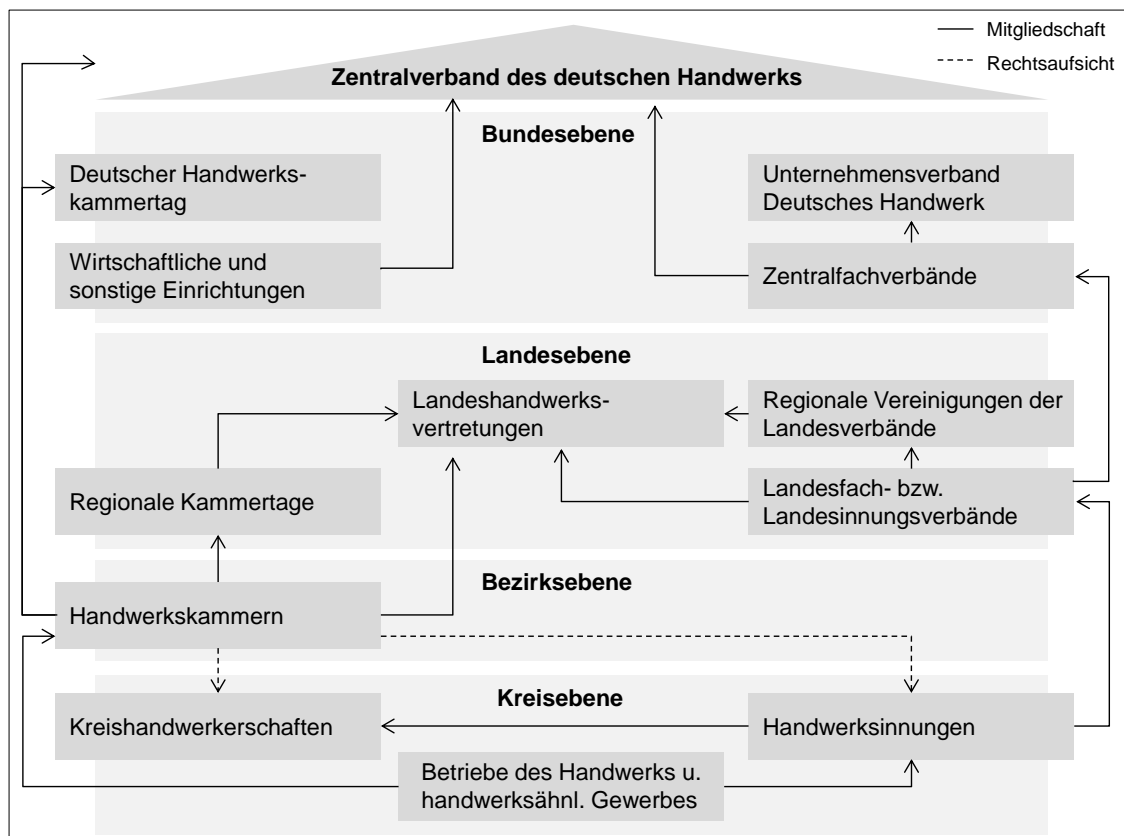 Mitgliedschaft
Rechtsaufsicht
Zentralverband des deutschen Handwerks
Bundesebene
Deutscher Handwerks-
kammertag
Unternehmensverband
Deutsches Handwerk
Wirtschaftliche und
sonstige Einrichtungen
Zentralfachverbände
Landesebene
Landeshandwerks-
vertretungen
Regionale Vereinigungen der
Landesverbände
Regionale Kammertage
Landesfach- bzw.
Landesinnungsverbände
Bezirksebene
Handwerkskammern
Kreisebene
Kreishandwerkerschaften
Handwerksinnungen
Betriebe des Handwerks u.
handwerksähnl. Gewerbes